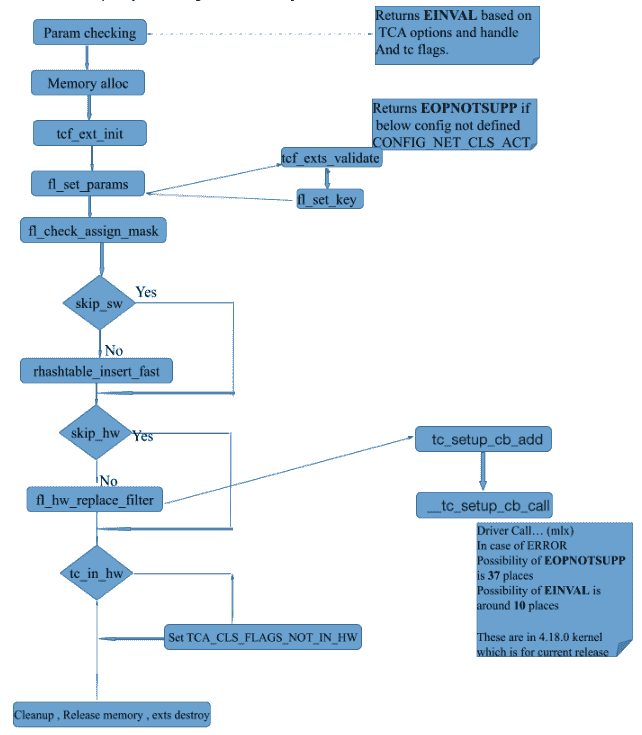 Param checking
Returns EINVAL based on
TCA options and handle
And tc flags.
Memory alloc
tcf_ext_init
Returns EOPNOTSUPP if
below config not defined
CONFIG_NET_CLS_ACT
tcf_exts_validate
fl_set_params
fl_set_key
fl_check_assign_mask
skip_sw
Yes
No
rhashtable_insert_fast
skip_hw
Yes
No
fl_hw_replace_filter
tc_setup_cb_add
__tc_setup_cb_call
Driver Call... (mlx)
In case of ERROR
Possibility of EOPNOTSUPP
is 37 places
Possibility of EINVAL is
around 10 places
These are in 4.18.0 kernel
which is for current release
tc_in_hw
Set TCA_CLS_FLAGS_NOT_IN_HW
Cleanup , Release memory , exts destroy